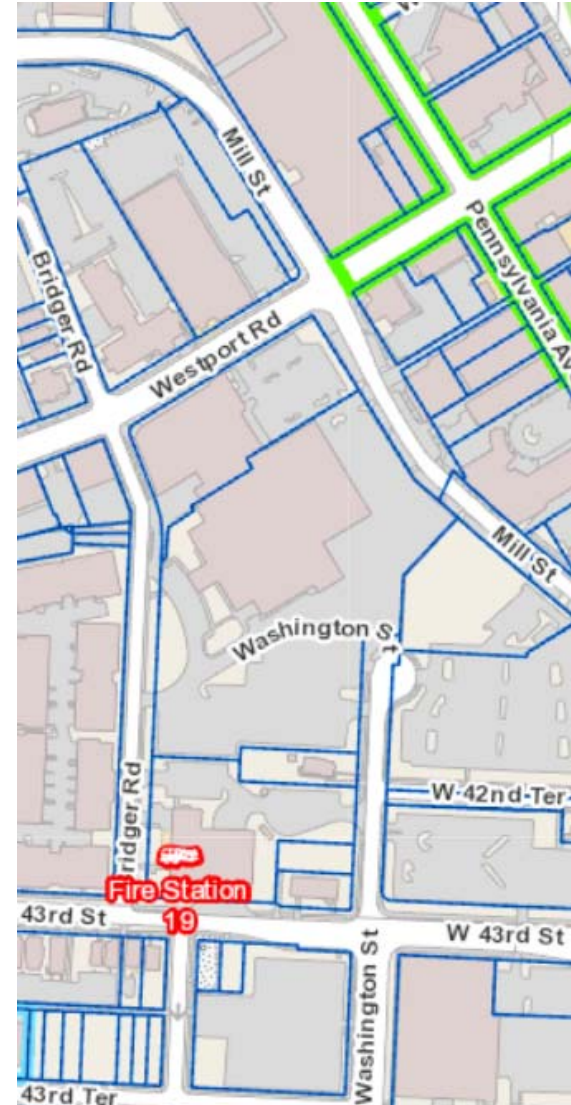 W
Mill St
Pennsylvania Av
Bridger Rd
Westport Rd
Mill St
Washington St
W 42nd Ter
ridger Rd
Fire Station
19
43rd St
W 43rd St
Washington St
43rd Ter